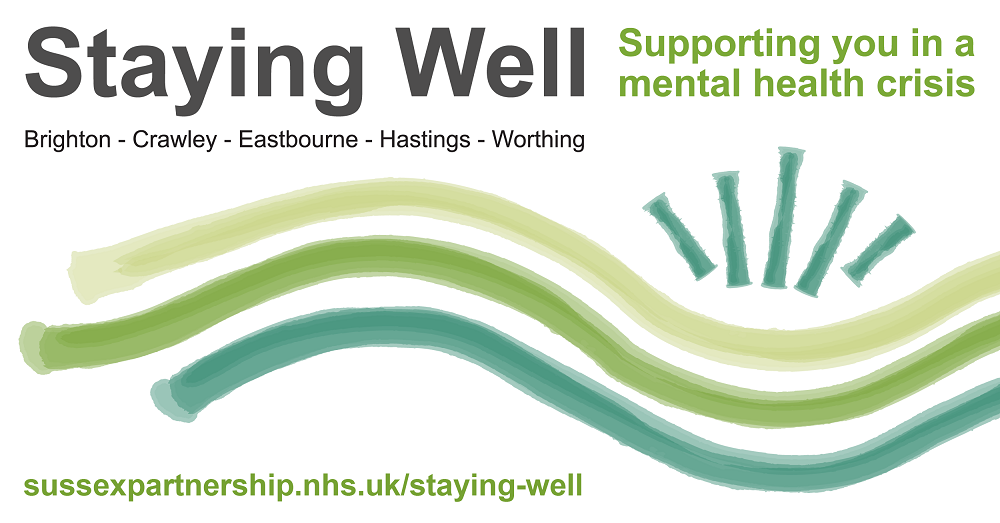 Staying Well
Brighton - Crawley - Eastbourne - Hastings - Worthing
Supporting you in a
mental health crisis
sussexpartnership.nhs.uk/staying-well